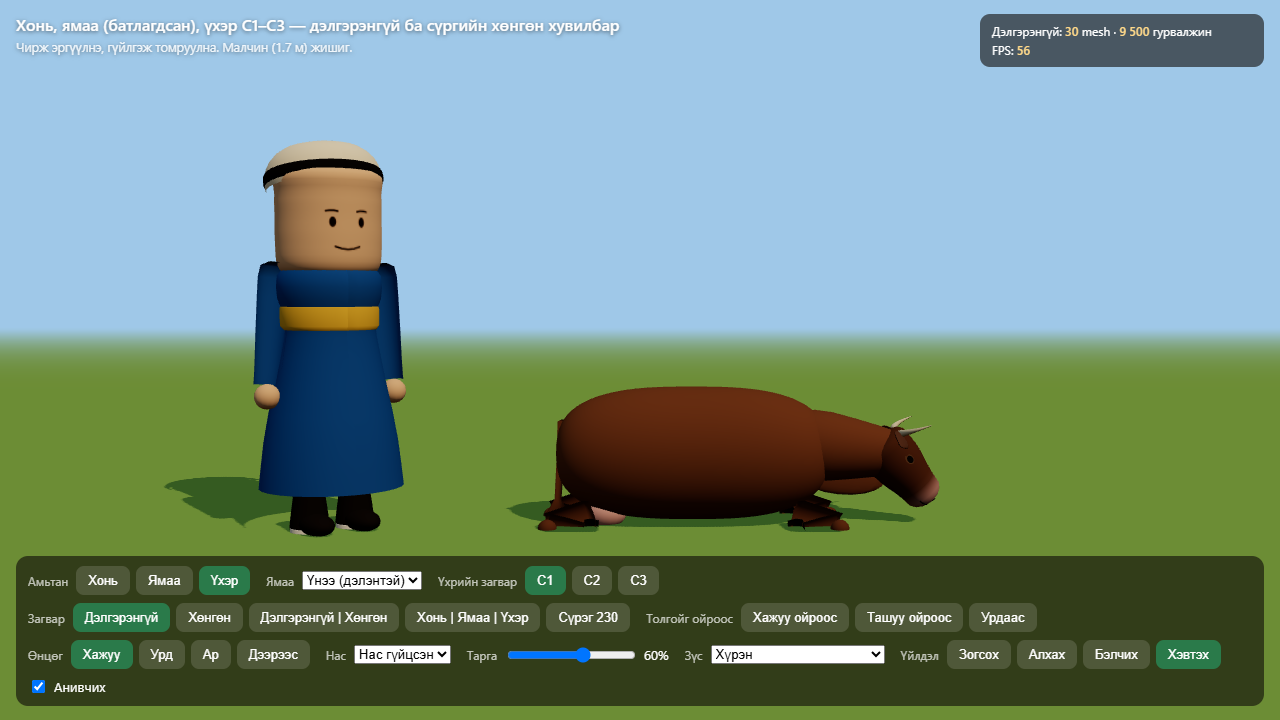 Хонь, ямаа (батлагдсан), үхэр C1–C3 — дэлгэрэнгүй ба сүргийн хөнгөн хувилбар
Чирж эргүүлнэ, гүйлгэж томруулна. Малчин (1.7 м) жишиг.
Дэлгэрэнгүй: 30 mesh · 9 500 гурвалжин
FPS: 56
Амьтан Хонь Ямаа Үхэр Ямаа Үнээ (дэлэнтэй) Үхрийн загвар C1 C2 C3
Загвар Дэлгэрэнгүй Хөнгөн Дэлгэрэнгүй | Хөнгөн Хонь | Ямаа | Үхэр Сүрэг 230 Толгойг ойроос Хажуу ойроос Ташуу ойроос Урдаас
Өнцөг Хажуу Урд Ар Дээрээс Нас Нас гүйцсэн Тарга 60% Зүс Хүрэн Үйлдэл Зогсох Алхах Бэлчих Хэвтэх
Анивчих